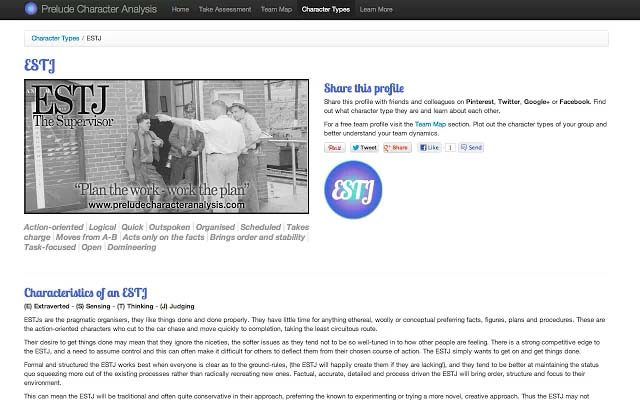 Prelude Character Analysis Home Take Assessment Team Map Character Types Learn More
Character Types / ESTJ
ESTJ
ESTJ
The Supervisor
"Plan the work - work the plan"
www.preludecharacteranalysis.com
Action-oriented | Logical | Quick | Outspoken | Organised | Scheduled | Takes
charge | Moves from A-B | Acts only on the facts | Brings order and stability |
Task-focused | Open | Domineering
Share this profile
Share this profile with friends and colleagues on Pinterest, Twitter, Google+ or Facebook. Find
out what character type they are and learn about each other.
For a free team profile visit the Team Map section. Plot out the character types of your group and
better understand your team dynamics.
Pin it Tweet Share Like 1 Send
ESTJ
Characteristics of an ESTJ
(E) Extraverted - (S) Sensing - (T) Thinking - (J) Judging
ESTJs are the pragmatic organisers, they like things done and done properly. They have little time for anything ethereal, wooly or conceptual preferring facts, figures, plans and procedures. These are
the action-oriented characters who cut to the car chase and move quickly to completion, taking the least circuitous route.
Their desire to get things done may mean that they ignore the niceties, the softer issues as they tend not to be so well-tuned in to how other people are feeling. There is a strong competitive edge to
the ESTJ, and a need to assume control and this can often make it difficult for others to deflect them from their chosen course of action. The ESTJ simply wants to get on and get things done.
Formal and structured the ESTJ works best when everyone is clear as to the ground-rules, (the ESTJ will happily create them if they are lacking!), and they tend to be better at maintaining the status
quo squeezing more out of the existing processes rather than radically recreating new ones. Factual, accurate, detailed and process driven the ESTJ will bring order, structure and focus to their
environment.
This can mean the ESTJ will be traditional and often quite conservative in their approach, preferring the known to experimenting or trying a more novel, creative approach. Thus the ESTJ may not